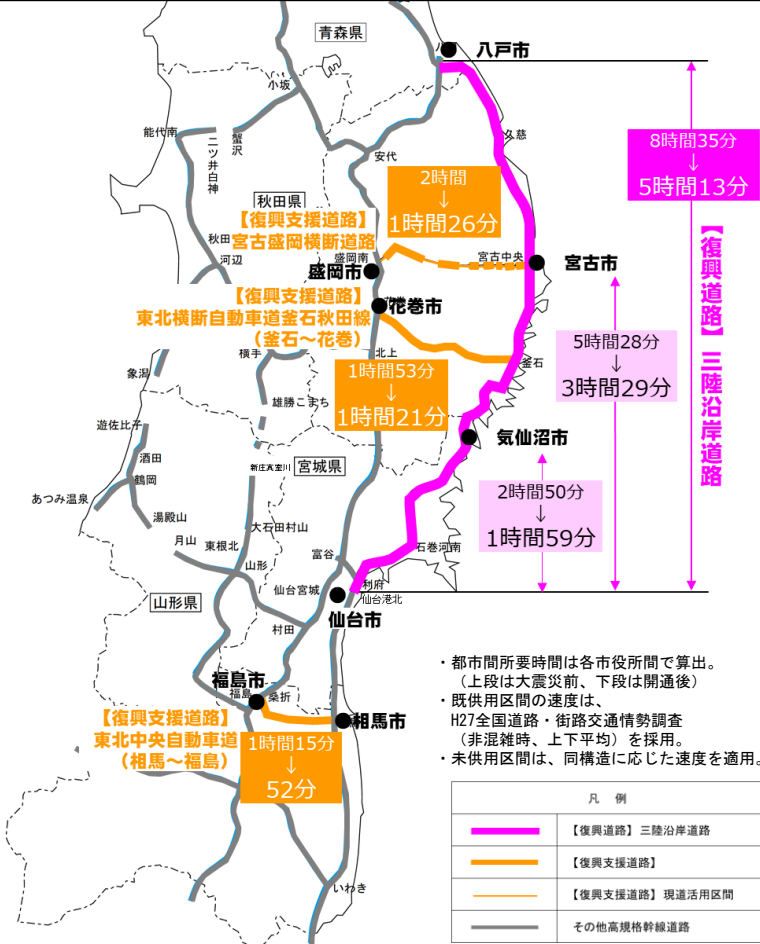 青森県
八戸市
小坂
8時間35分
↓
5時間13分
能代南
二ツ井白神
蟹沢
久慈
安代
2時間
↓
1時間26分
秋田県
【復興支援道路】
宮古盛岡横断道路
秋田
河辺
盛岡南
盛岡市
宮古中央
宮古市
【復興道路】三陸沿岸道路
【復興支援道路】
東北横断自動車道釜石秋田線
(釜石～花巻)
花巻
花巻市
5時間28分
↓
3時間29分
横手
北上
釜石
1時間53分
↓
1時間21分
象潟
雄勝こまち
遊佐比子
気仙沼市
酒田
鶴岡
新庄真室川
宮城県
2時間50分
↓
1時間59分
あつみ温泉
湯殿山
大石田村山
月山
東根北
石巻河南
富谷
山形
利府
仙台港北
仙台宮城
山形県
仙台市
村田
福島市
福島
桑折
相馬市
【復興支援道路】
東北中央自動車道
(相馬～福島)
1時間15分
↓
52分
いわき
・都市間所要時間は各市役所間で算出。
（上段は大震災前、下段は開通後）
・既供用区間の速度は、
H27全国道路・街路交通情勢調査
（非混雑時、上下平均）を採用。
・未供用区間は、同構造に応じた速度を適用。
凡 例
【復興道路】三陸沿岸道路
【復興支援道路】
【復興支援道路】現道活用区間
その他高規格幹線道路